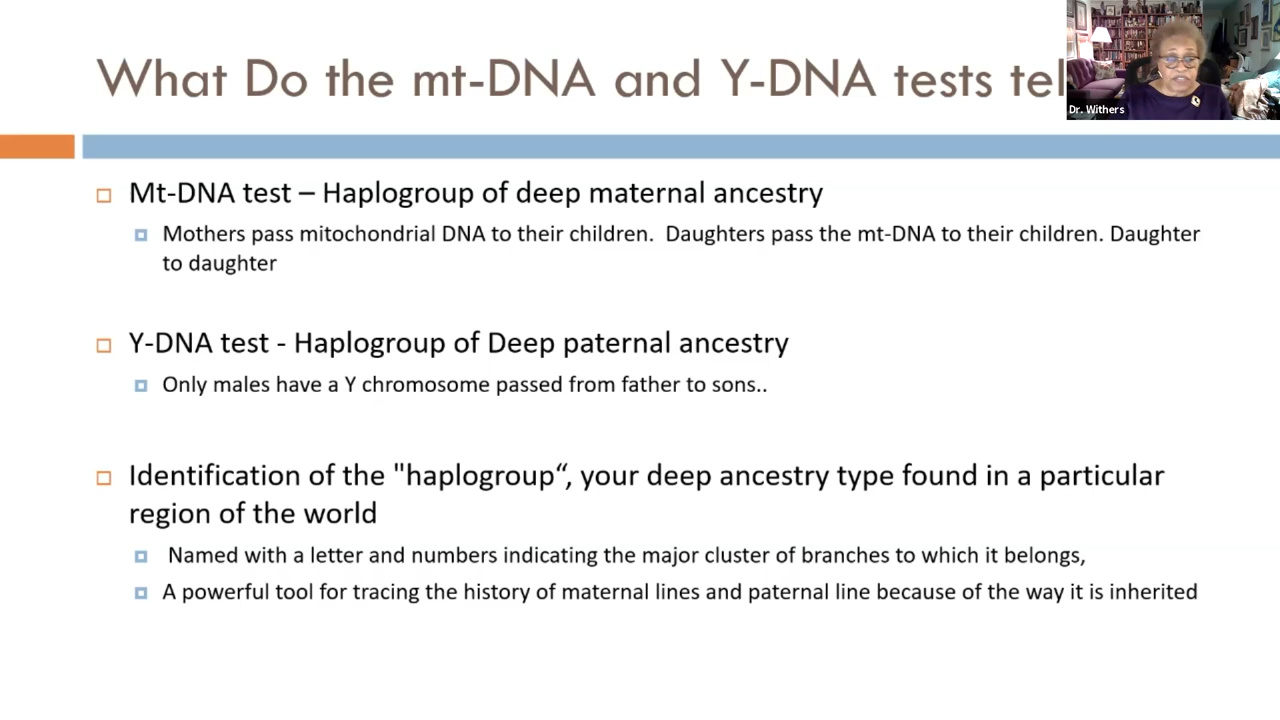 What Do the mt-DNA and Y-DNA tests
Dr. Withers
Mt-DNA test – Haplogroup of deep maternal ancestry
Mothers pass mitochondrial DNA to their children.  Daughters pass the mt-DNA to their children. Daughter
to daughter
Y-DNA test - Haplogroup of Deep paternal ancestry
Only males have a Y chromosome passed from father to sons..
Identification of the "haplogroup“, your deep ancestry type found in a particular
region of the world
Named with a letter and numbers indicating the major cluster of branches to which it belongs,
A powerful tool for tracing the history of maternal lines and paternal line because of the way it is inherited